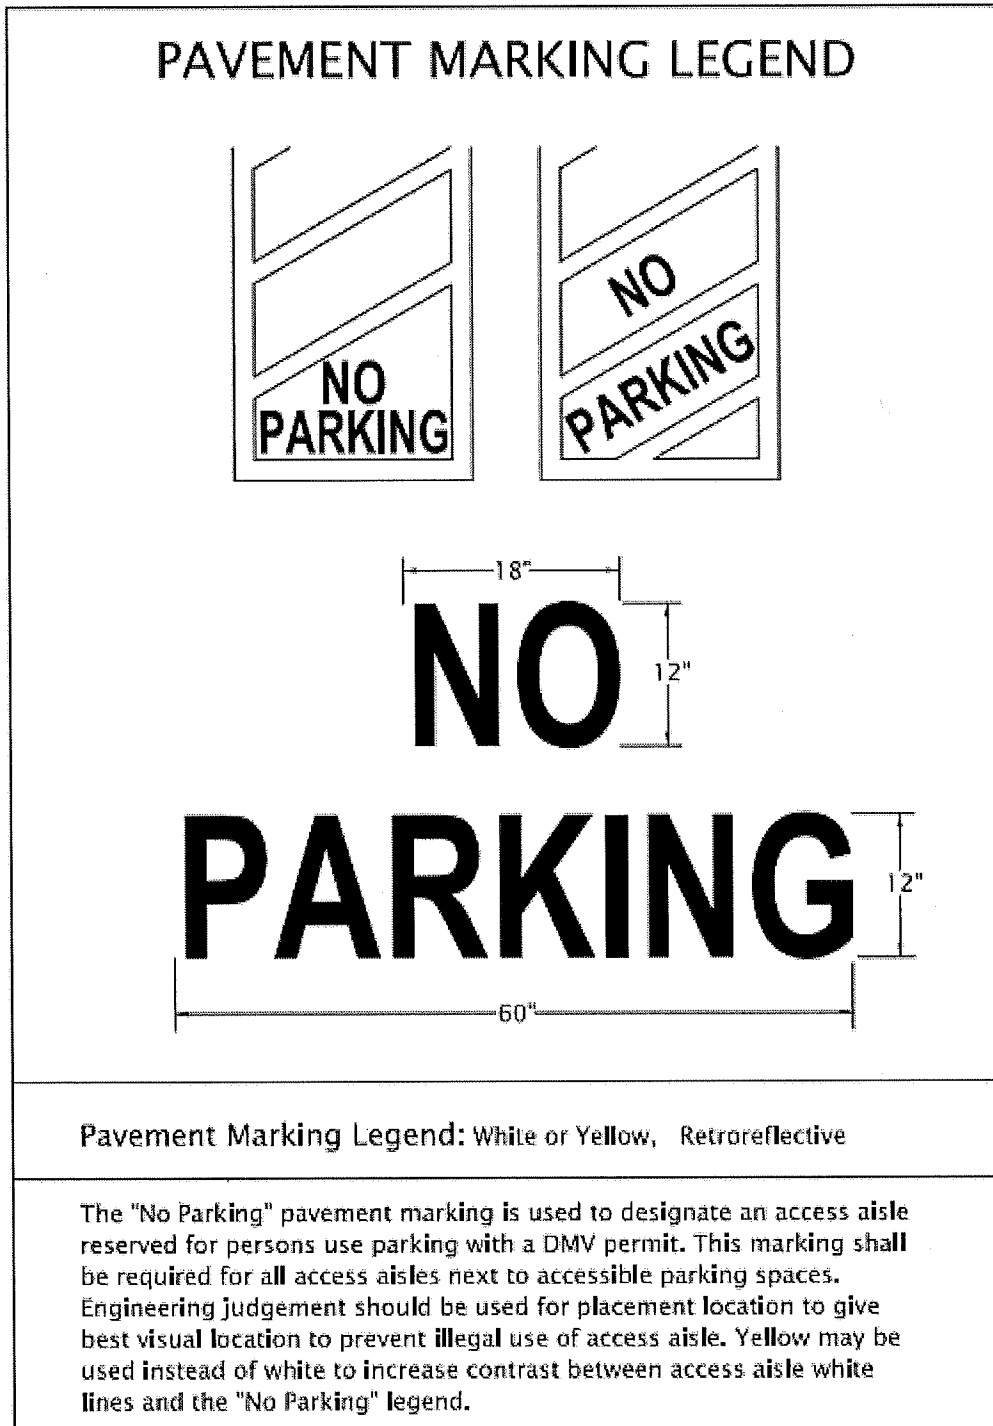 PAVEMENT MARKING LEGEND
NO
PARKING
NO
PARKING
18"
NO
12"
PARKING
12"
60"
Pavement Marking Legend: White or Yellow, Retroreflective
The "No Parking" pavement marking is used to designate an access aisle
reserved for persons use parking with a DMV permit. This marking shall
be required for all access aisles next to accessible parking spaces.
Engineering judgement should be used for placement location to give
best visual location to prevent illegal use of access aisle. Yellow may be
used instead of white to increase contrast between access aisle white
lines and the "No Parking" legend.